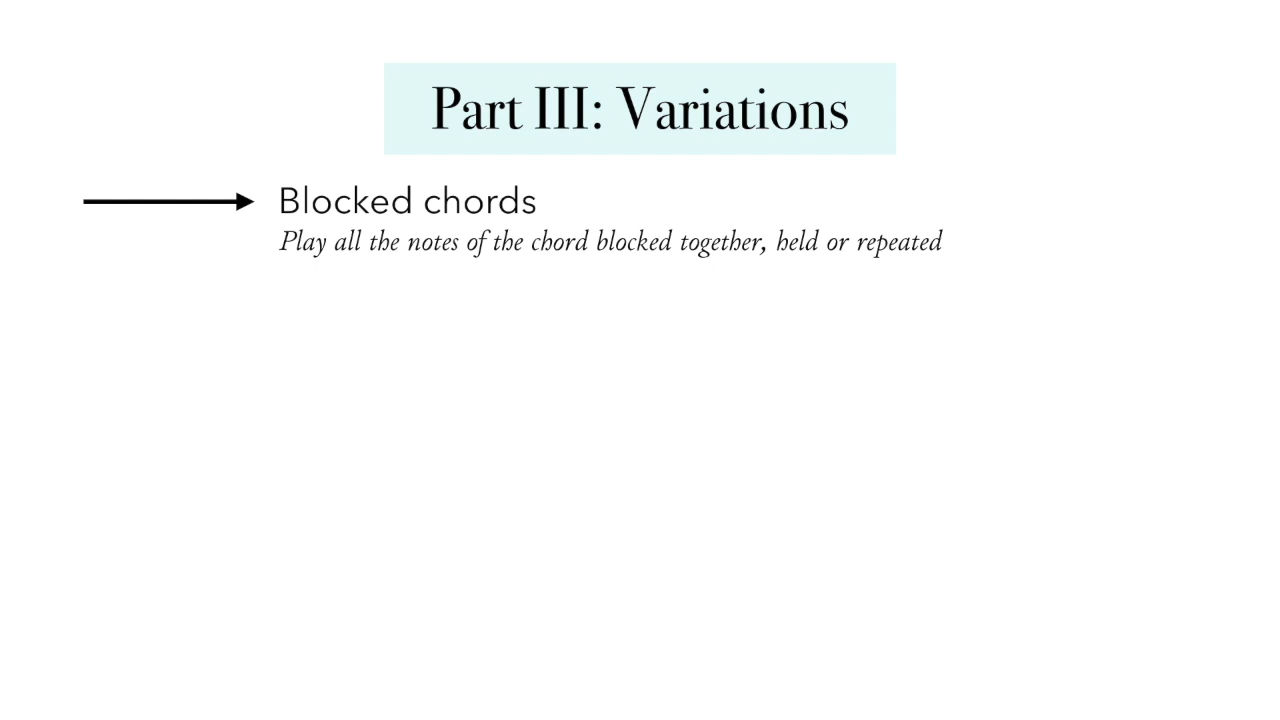 Part III: Variations
Blocked chords
Play all the notes of the chord blocked together, held or repeated